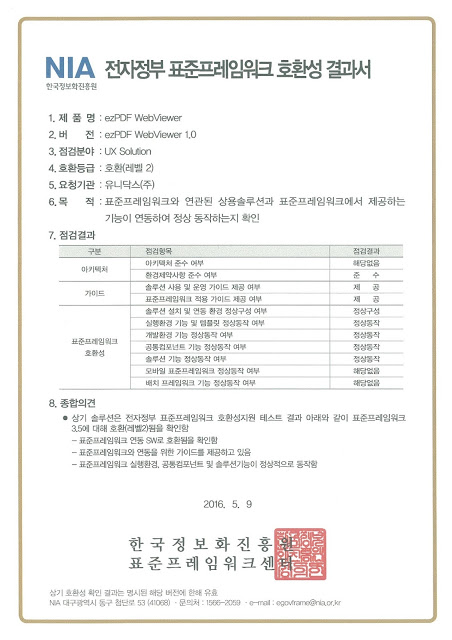 NIA 전자정부 표준프레임워크 호환성 결과서
한국정보화진흥원
1. 제 품 명 : ezPDF WebViewer
2. 버 전 : ezPDF WebViewer 1.0
3. 점검분야 : UX Solution
4. 호환등급 : 호환(레벨 2)
5. 요청기관 : 유니닥스(주)
6. 목 적 : 표준프레임워크와 연관된 상용솔루션과 표준프레임워크에서 제공하는
기능이 연동하여 정상 동작하는지 확인
7. 점검결과
구분 점검항목 점검결과
아키텍처 아키텍처 준수 여부 해당없음
환경제약사항 준수 여부 준 수
가이드 솔루션 사용 및 운영 가이드 제공 여부 제 공
표준프레임워크 적용 가이드 제공 여부 제 공
표준프레임워크 호환성 솔루션 설치 및 연동 환경 정상구성 여부 정상구성
실행환경 기능 및 템플릿 정상동작 여부 정상동작
개발환경 기능 정상동작 여부 정상동작
공통컴포넌트 기능 정상동작 여부 정상동작
솔루션 기능 정상동작 여부 정상동작
모바일 표준프레임워크 정상동작 여부 해당없음
배치 프레임워크 기능 정상동작 여부 해당없음
8. 종합의견
● 상기 솔루션은 전자정부 표준프레임워크 호환성지원 테스트 결과 아래와 같이 표준프레임워크
3.5에 대해 호환(레벨2)됨을 확인함
- 표준프레임워크 연동 SW로 호환됨을 확인함
- 표준프레임워크와 연동을 위한 가이드를 제공하고 있음
- 표준프레임워크 실행환경, 공통컴포넌트 및 솔루션기능이 정상적으로 동작함
2016. 5. 9
한국정보화진흥원
표준프레임워크센터
상기 호환성 확인 결과는 명시된 해당 버전에 한해 유효
NIA 대구광역시 동구 첨단로 53 (41068) · 문의처 : 1566-2059 · e-mail : egovframe@nia.or.kr